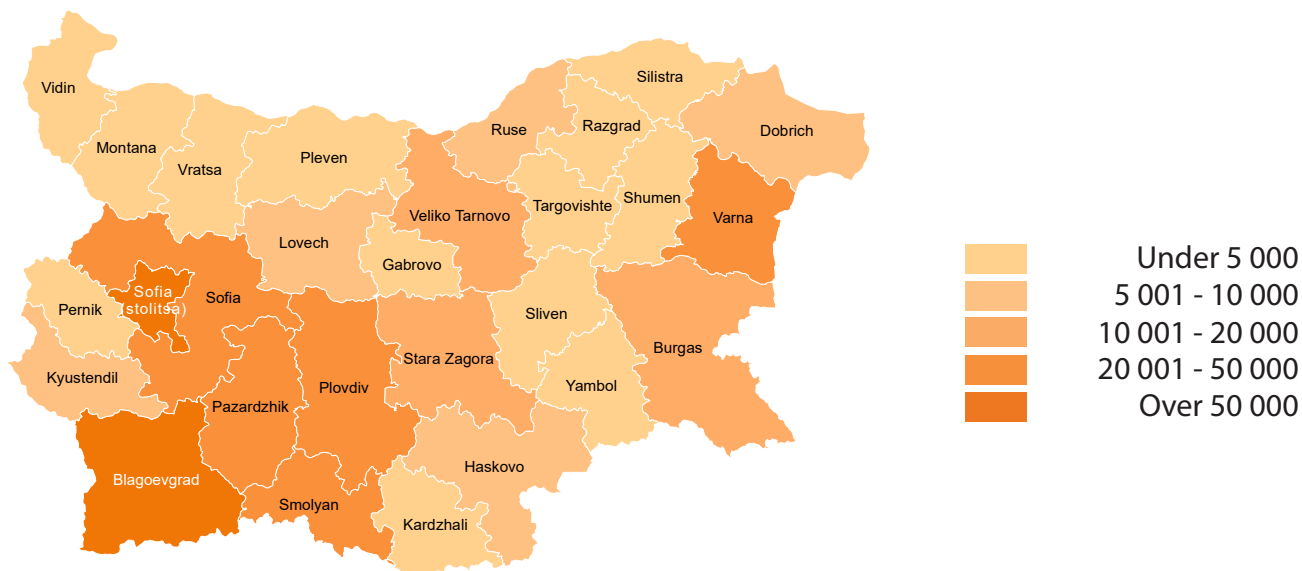 Silistra
Vidin
Razgrad
Ruse
Dobrich
Montana
Pleven
Vratsa
Targovishte
Shumen
Veliko Tarnovo
Varna
Lovech
Gabrovo
Sofia
(stolitsa)
Sofia
Pernik
Sliven
Burgas
Stara Zagora
Kyustendil
Plovdiv
Yambol
Pazardzhik
Haskovo
Blagoevgrad
Smolyan
Kardzhali
Under 5 000
5 001 - 10 000
10 001 - 20 000
20 001 - 50 000
Over 50 000